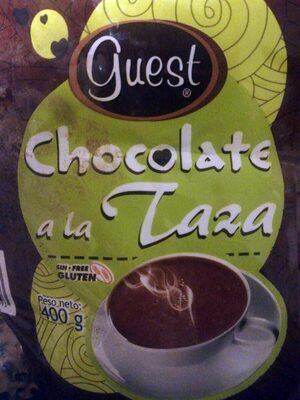 Guest
®
Chocolate
a la Taza
SIN • FREE
GLUTEN
Peso neto:
400 g